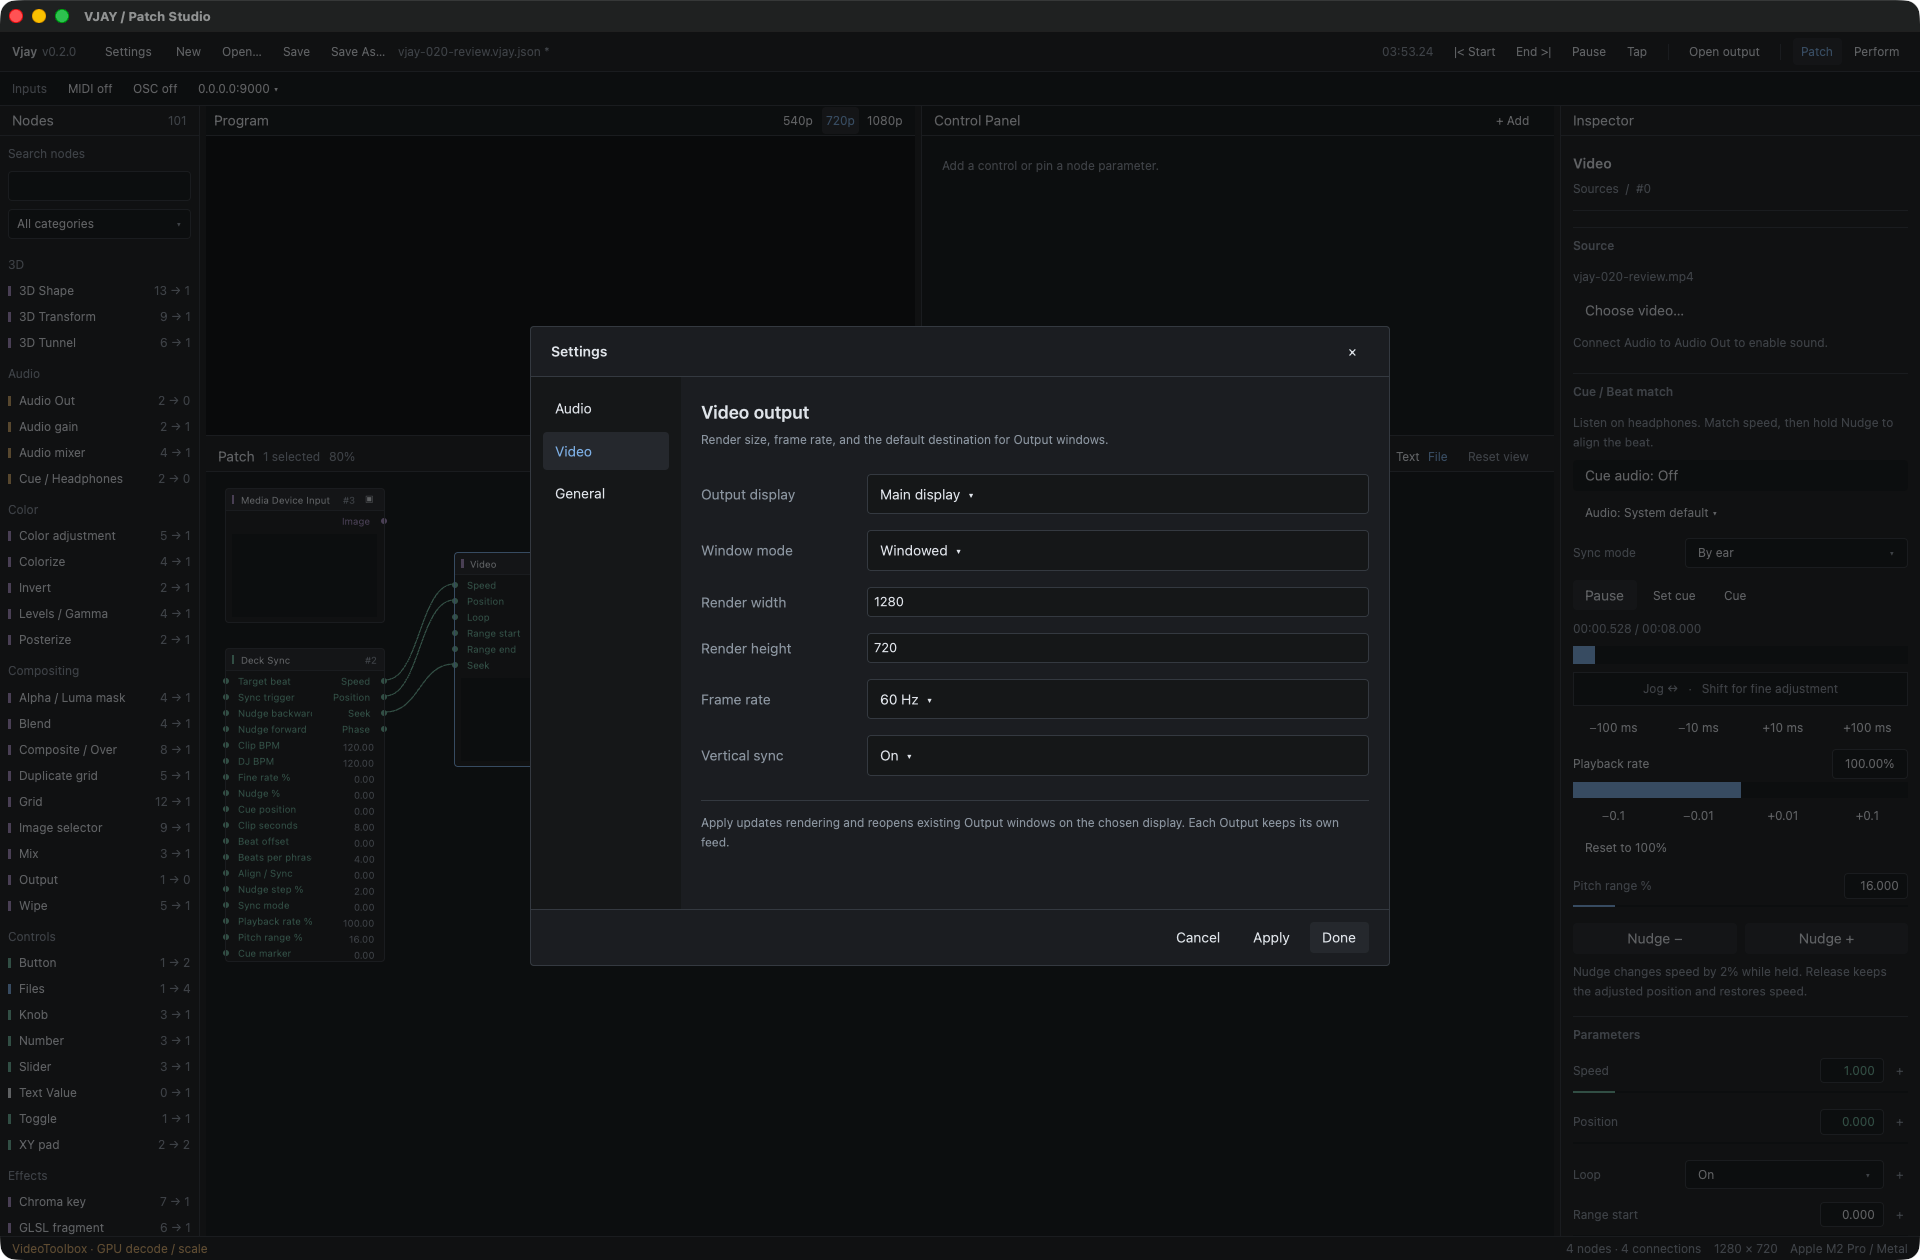 VJAY / Patch Studio
Vjay v0.2.0 Settings New Open... Save Save As... vjay-020-review.vjay.json * 03:53.24 |< Start End >| Pause Tap Open output Patch Perform
Inputs MIDI off OSC off 0.0.0.0:9000
Nodes 101
Search nodes
All categories
3D
3D Shape 13 → 1
3D Transform 9 → 1
3D Tunnel 6 → 1
Audio
Audio Out 2 → 0
Audio gain 2 → 1
Audio mixer 4 → 1
Cue / Headphones 2 → 0
Color
Color adjustment 5 → 1
Colorize 4 → 1
Invert 2 → 1
Levels / Gamma 4 → 1
Posterize 2 → 1
Compositing
Alpha / Luma mask 4 → 1
Blend 4 → 1
Composite / Over 8 → 1
Duplicate grid 5 → 1
Grid 12 → 1
Image selector 9 → 1
Mix 3 → 1
Output 1 → 0
Wipe 5 → 1
Controls
Button 1 → 2
Files 1 → 4
Knob 3 → 1
Number 3 → 1
Slider 3 → 1
Text Value 0 → 1
Toggle 1 → 1
XY pad 2 → 2
Effects
Chroma key 7 → 1
GLSL fragment 6 → 1
Program 540p 720p 1080p
Control Panel + Add
Add a control or pin a node parameter.
Patch 1 selected 80% Text File Reset view
Media Device Input #3
Image
Deck Sync #2
Target beat Speed
Sync trigger Position
Nudge backwar Seek
Nudge forward Phase
Clip BPM 120.00
DJ BPM 120.00
Fine rate % 0.00
Nudge % 0.00
Cue position 0.00
Clip seconds 8.00
Beat offset 0.00
Beats per phras 4.00
Align / Sync 0.00
Nudge step % 2.00
Sync mode 0.00
Playback rate % 100.00
Pitch range % 16.00
Cue marker 0.00
Video
Speed
Position
Loop
Range start
Range end
Seek
Settings ×
Audio
Video
General
Video output
Render size, frame rate, and the default destination for Output windows.
Output display Main display
Window mode Windowed
Render width 1280
Render height 720
Frame rate 60 Hz
Vertical sync On
Apply updates rendering and reopens existing Output windows on the chosen display. Each Output keeps its own
feed.
Cancel Apply Done
Inspector
Video
Sources / #0
Source
vjay-020-review.mp4
Choose video...
Connect Audio to Audio Out to enable sound.
Cue / Beat match
Listen on headphones. Match speed, then hold Nudge to
align the beat.
Cue audio: Off
Audio: System default
Sync mode By ear
Pause Set cue Cue
00:00.528 / 00:08.000
Jog ↔ · Shift for fine adjustment
−100 ms −10 ms +10 ms +100 ms
Playback rate 100.00%
−0.1 −0.01 +0.01 +0.1
Reset to 100%
Pitch range % 16.000
Nudge − Nudge +
Nudge changes speed by 2% while held. Release keeps
the adjusted position and restores speed.
Parameters
Speed 1.000 +
Position 0.000 +
Loop On +
Range start 0.000 +
VideoToolbox · GPU decode / scale
4 nodes · 4 connections 1280 × 720 Apple M2 Pro / Metal